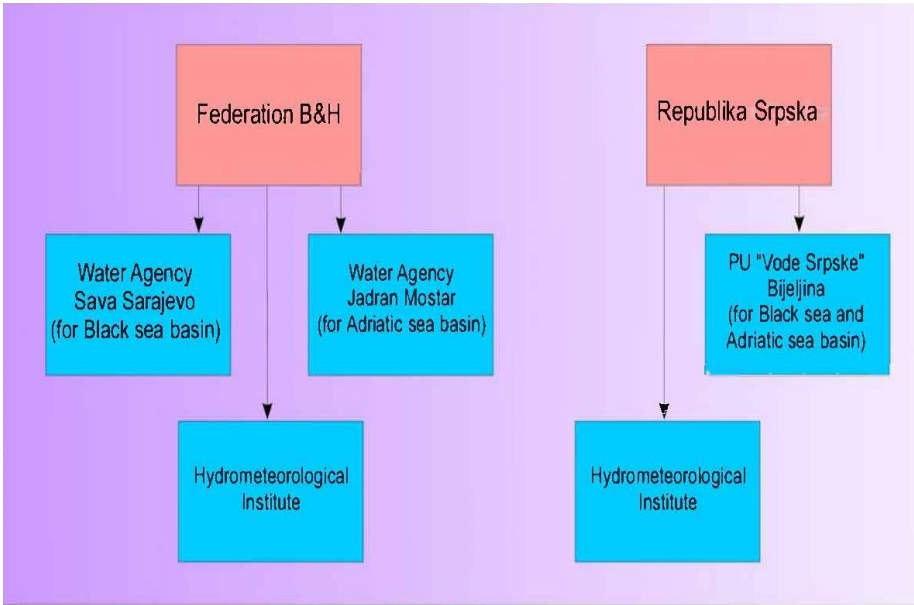 Federation B&H
Republika Srpska
Water Agency
Sava Sarajevo
(for Black sea basin)
Water Agency
Jadran Mostar
(for Adriatic sea basin)
PU "Vode Srpske"
Bijeljina
(for Black sea and
Adriatic sea basin)
Hydrometeorological
Institute
Hydrometeorological
Institute